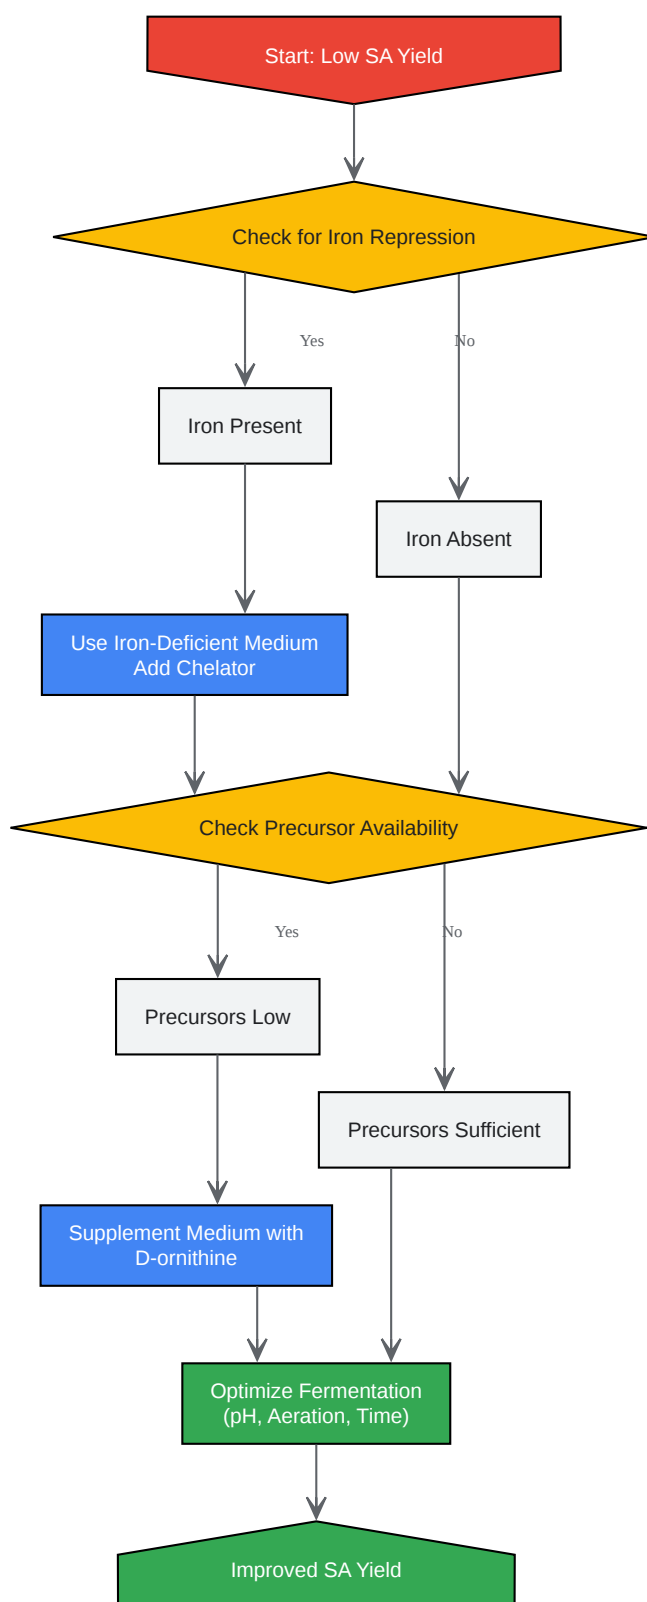 Start: Low SA Yield
Check for Iron Repression
Yes
No
Iron Present
Iron Absent
Use Iron-Deficient Medium
Add Chelator
Check Precursor Availability
Yes
No
Precursors Low
Precursors Sufficient
Supplement Medium with
D-ornithine
Optimize Fermentation
(pH, Aeration, Time)
Improved SA Yield